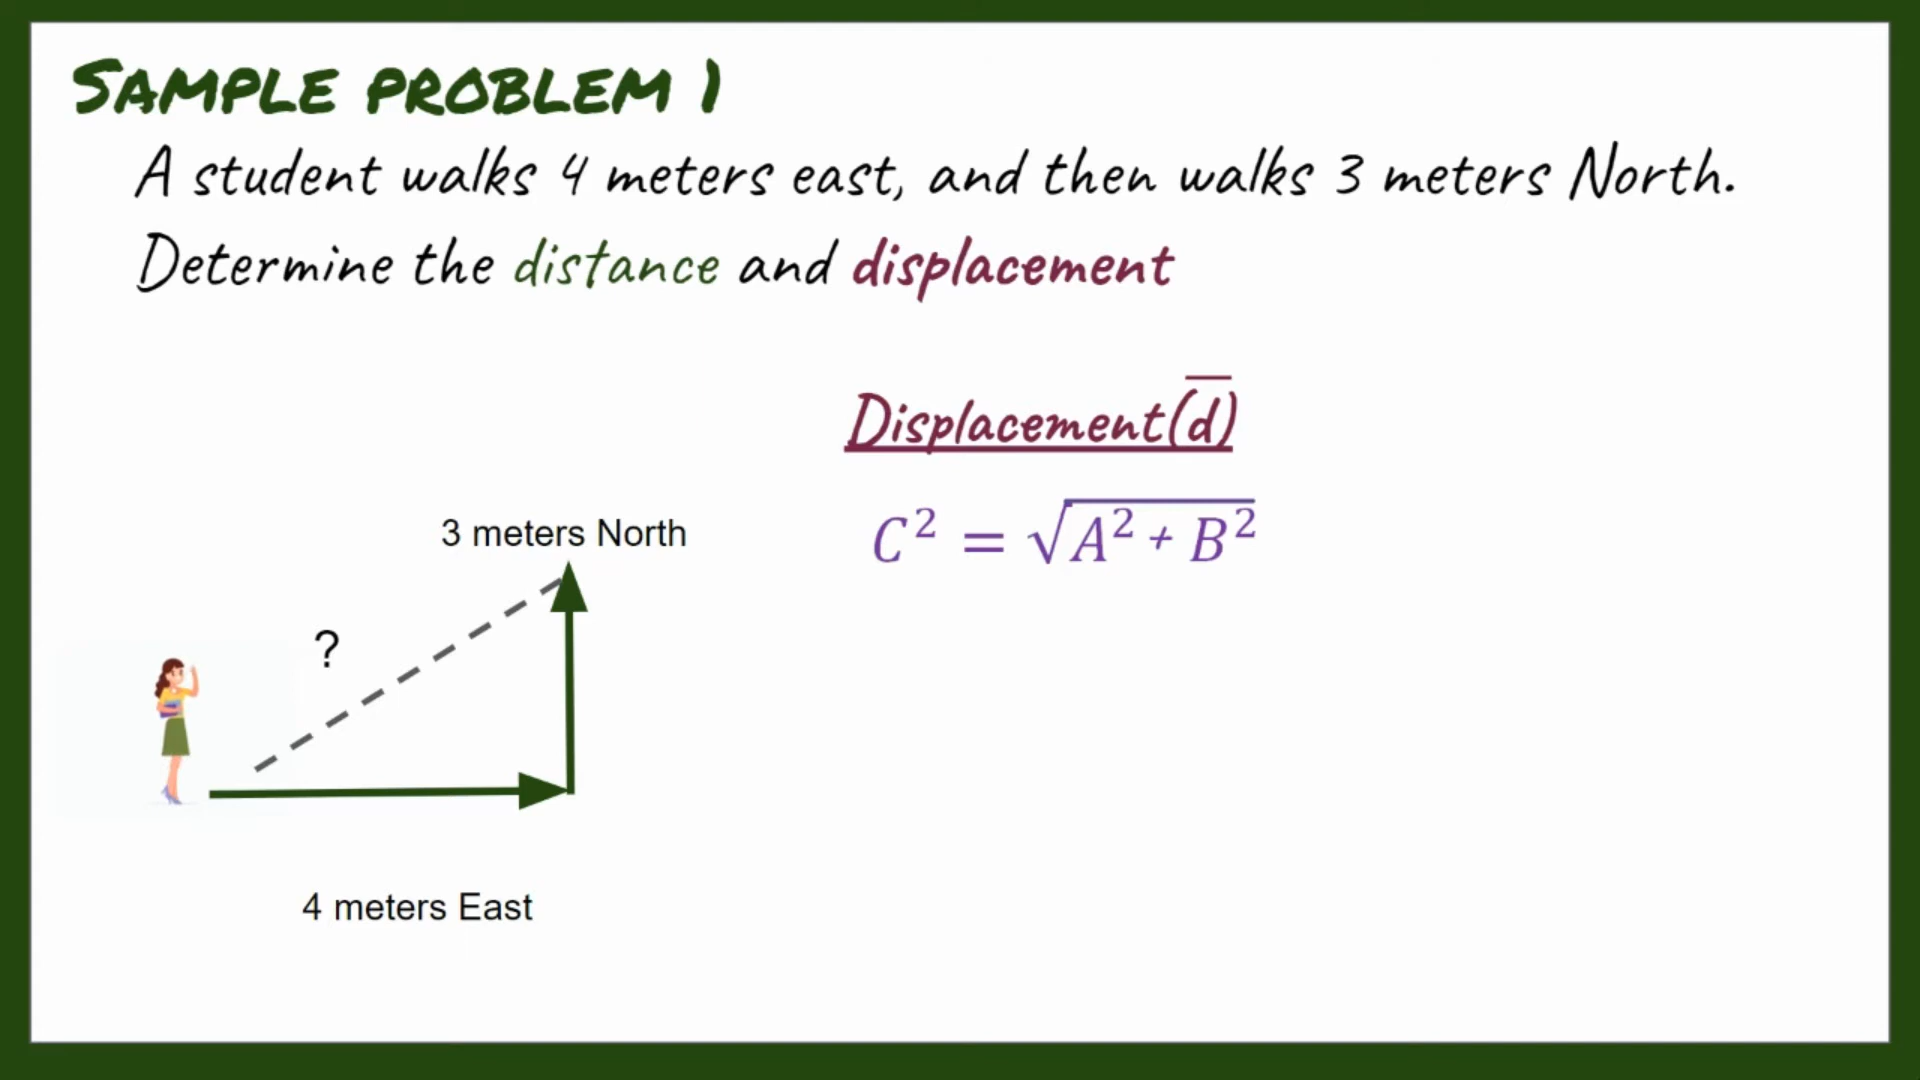 SAMPLE PROBLEM 1
A student walks 4 meters east, and then walks 3 meters North.
Determine the distance and displacement
Displacement(d̅)
C² = √A² + B²
3 meters North
?
4 meters East